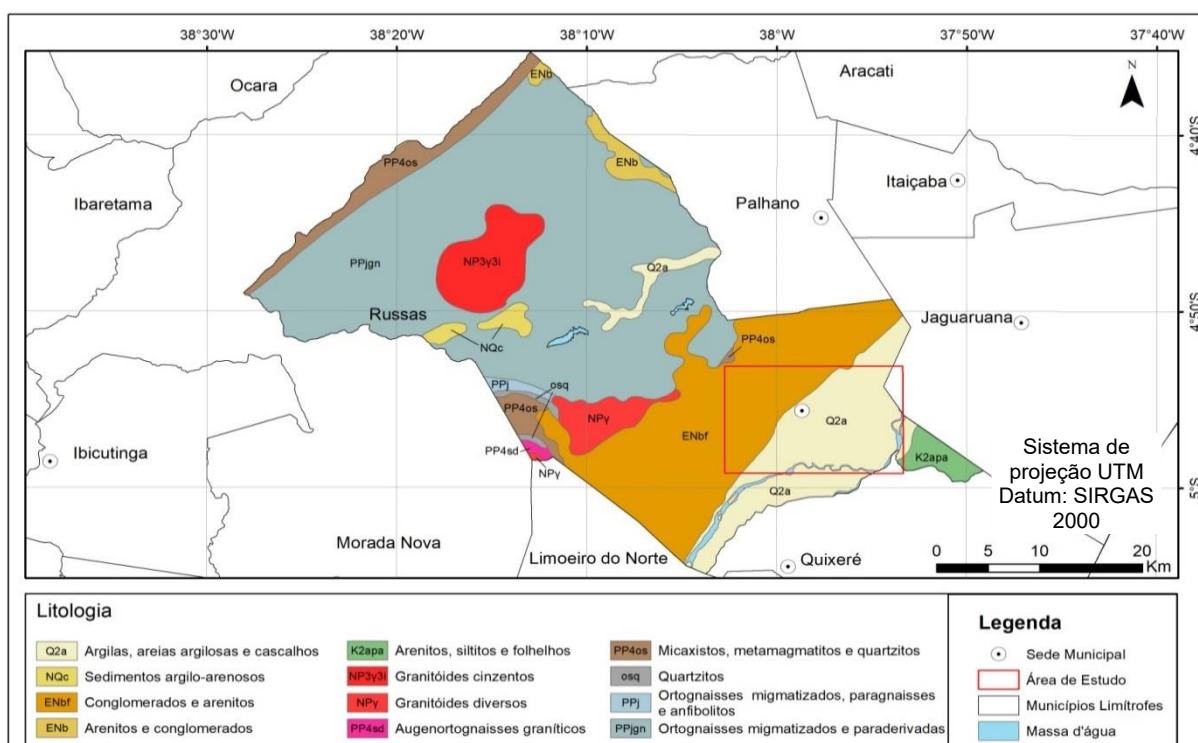 38°30'W 38°20'W 38°10'W 38°W 37°50'W 37°40'W
N
Ocara
ENb
Aracati
4°40'S
PP4os
ENb
Itaiçaba
Ibaretama
Palhano
NP3γ3i
PPjgn
Q2a
Russas
4°50'S
Jaguaruana
NQc
PP4os
PPj
osq
PP4os
NPγ
Q2a
ENbf
Ibicutinga
PP4sd
K2apa
NPγ
Q2a
5°S
Sistema de
projeção UTM
Datum: SIRGAS
2000
Morada Nova
Limoeiro do Norte
Quixeré
0 5 10 20
Km
Litologia
Q2a Argilas, areias argilosas e cascalhos
NQc Sedimentos argilo-arenosos
ENbf Conglomerados e arenitos
ENb Arenitos e conglomerados
K2apa Arenitos, siltitos e folhelhos
NP3γ3i Granitóides cinzentos
NPγ Granitóides diversos
PP4sd Augenortognaisses graníticos
PP4os Micaxistos, metamagmatitos e quartzitos
osq Quartzitos
PPj Ortognaisses migmatizados, paragnaisses
e anfibolitos
PPjgn Ortognaisses migmatizados e paraderivadas
Legenda
Sede Municipal
Área de Estudo
Municípios Limítrofes
Massa d'água